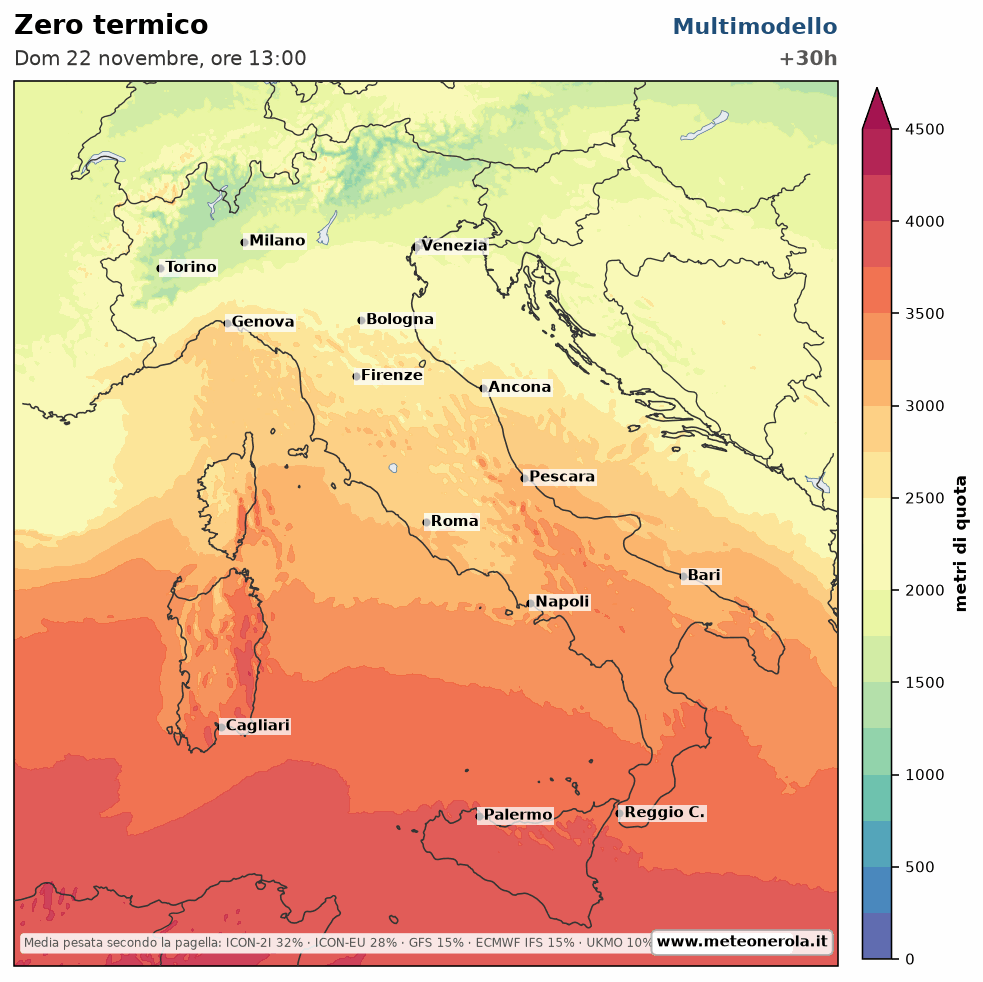 Zero termico
Multimodello
Dom 22 novembre, ore 13:00
+30h
4500
4000
3500
3000
2500
2000
1500
1000
500
0
metri di quota
Milano
Venezia
Torino
Genova
Bologna
Firenze
Ancona
Pescara
Roma
Bari
Napoli
Cagliari
Palermo
Reggio C.
Media pesata secondo la pagella: ICON-2I 32% · ICON-EU 28% · GFS 15% · ECMWF IFS 15% · UKMO 10%
www.meteonerola.it